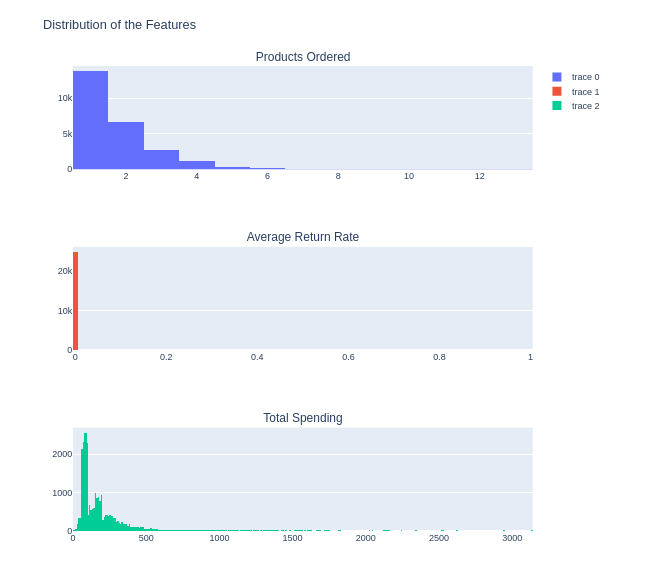 Distribution of the Features
Products Ordered
10k
5k
0
2 4 6 8 10 12
trace 0
trace 1
trace 2
Average Return Rate
20k
10k
0
0 0.2 0.4 0.6 0.8 1
Total Spending
2000
1000
0
0 500 1000 1500 2000 2500 3000